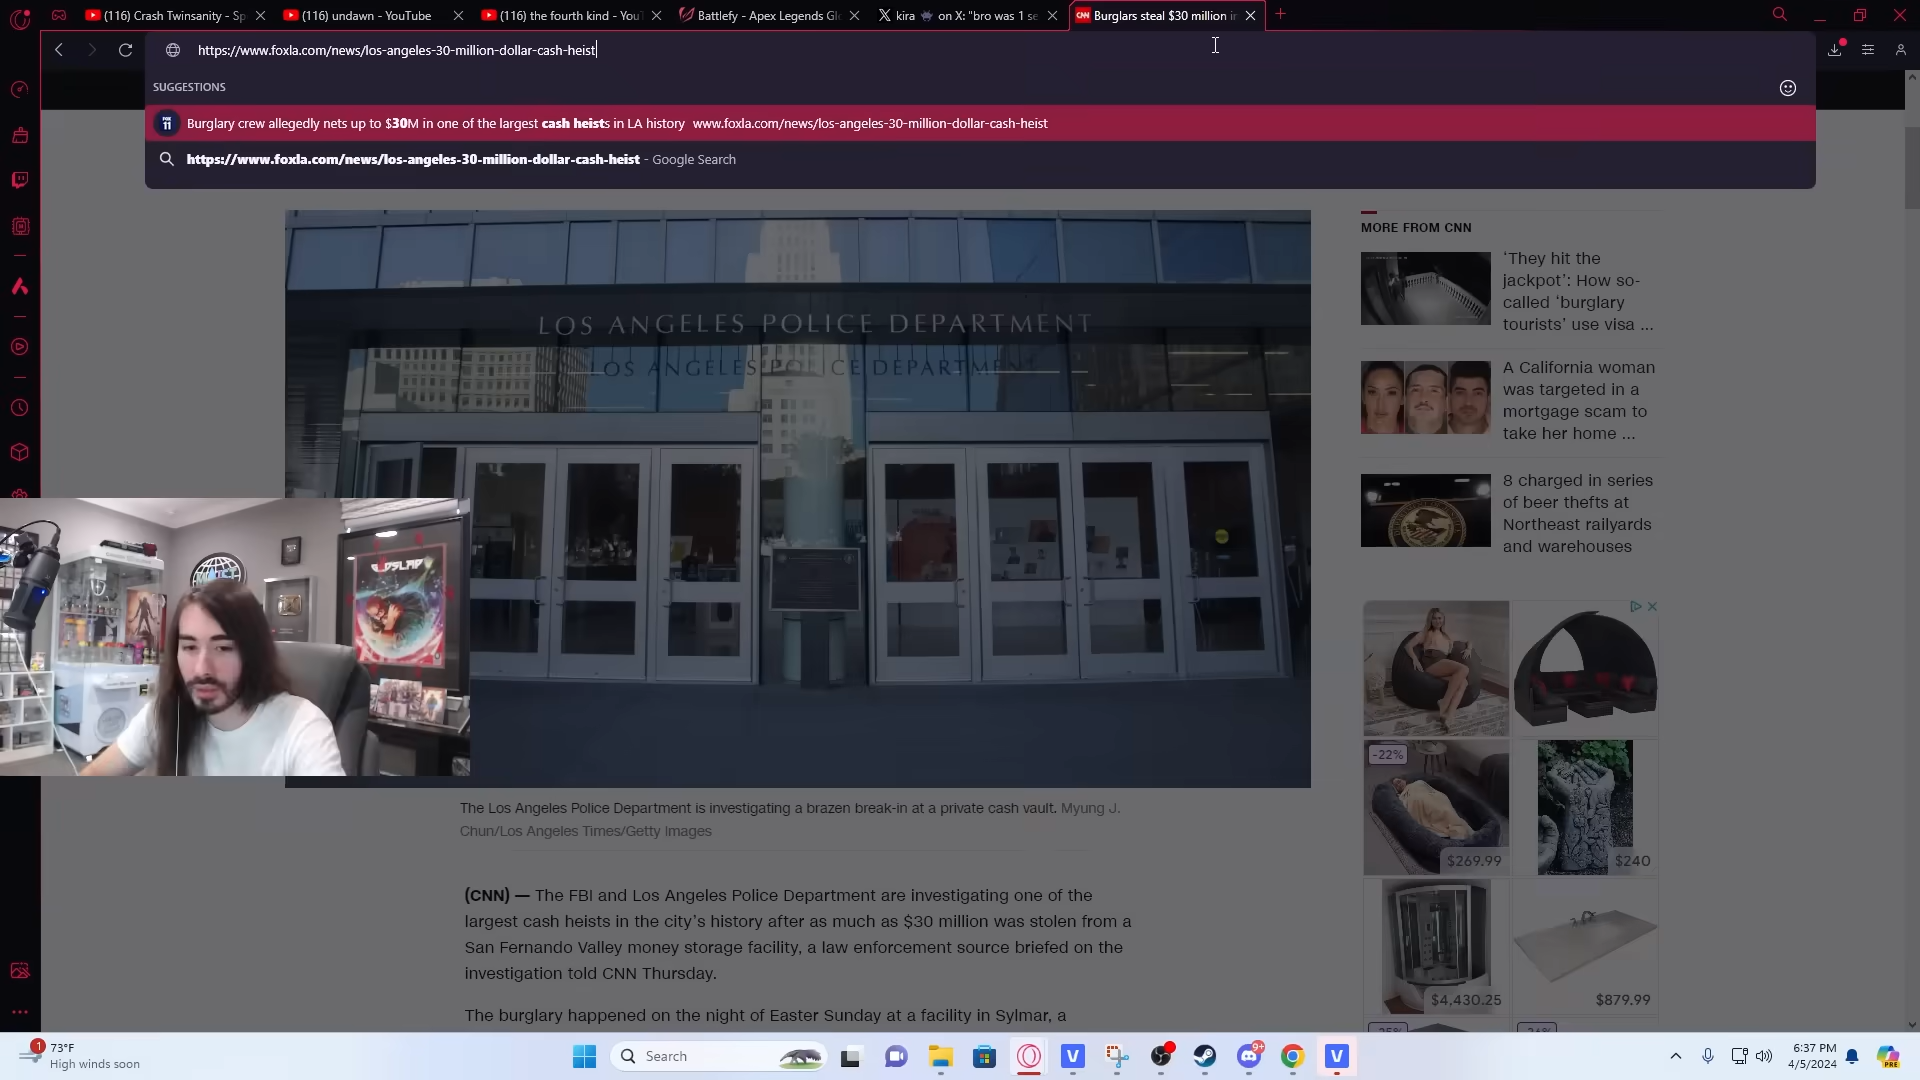 (116) Crash Twinsanity - Sp
(116) undawn - YouTube
(116) the fourth kind - You
Battlefy - Apex Legends Gl
kira 👾 on X: "bro was 1 se
CNN Burglars steal $30 million in
https://www.foxla.com/news/los-angeles-30-million-dollar-cash-heist
SUGGESTIONS
Burglary crew allegedly nets up to $30M in one of the largest cash heists in LA history www.foxla.com/news/los-angeles-30-million-dollar-cash-heist
https://www.foxla.com/news/los-angeles-30-million-dollar-cash-heist - Google Search
LOS ANGELES POLICE DEPARTMENT
MORE FROM CNN
‘They hit the
jackpot’: How so-
called ‘burglary
tourists’ use visa ...
A California woman
was targeted in a
mortgage scam to
take her home ...
8 charged in series
of beer thefts at
Northeast railyards
and warehouses
-22%
$269.99
$240
$4,430.25
$879.99
The Los Angeles Police Department is investigating a brazen break-in at a private cash vault. Myung J.
Chun/Los Angeles Times/Getty Images
(CNN) — The FBI and Los Angeles Police Department are investigating one of the
largest cash heists in the city’s history after as much as $30 million was stolen from a
San Fernando Valley money storage facility, a law enforcement source briefed on the
investigation told CNN Thursday.
The burglary happened on the night of Easter Sunday at a facility in Sylmar, a
1
73°F
High winds soon
Search
9+
6:37 PM
4/5/2024
PRE